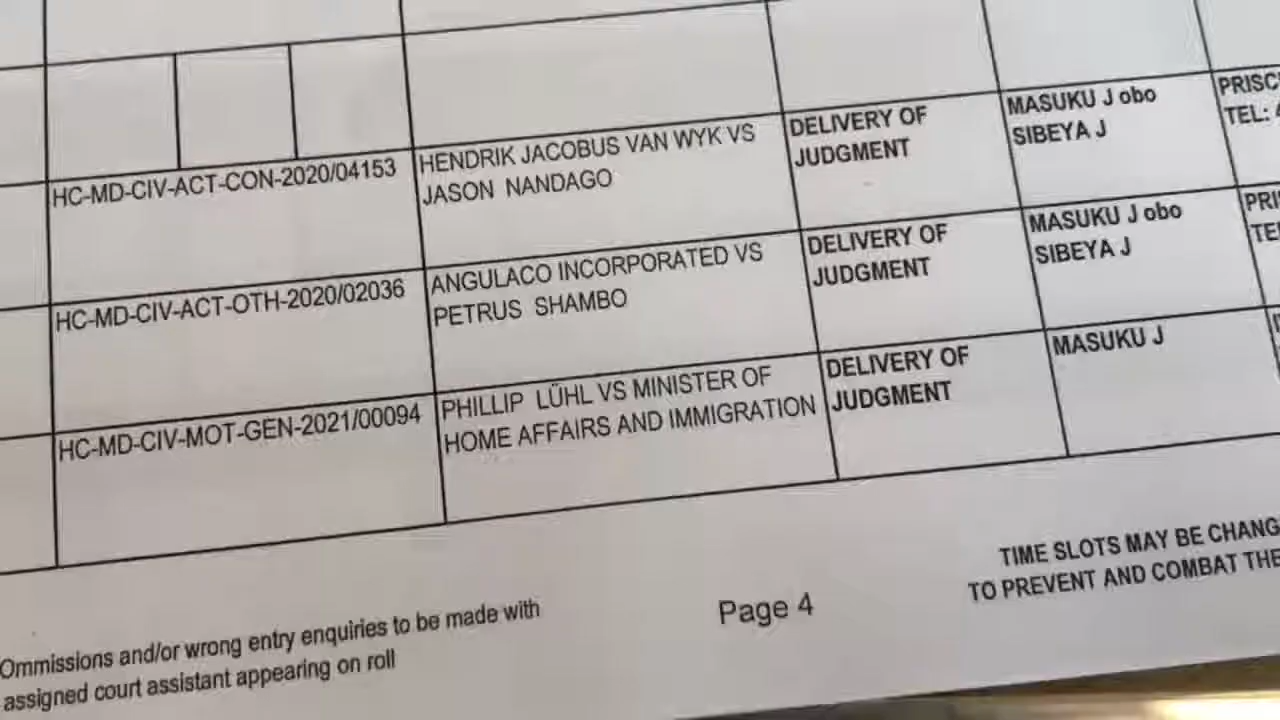 HC-MD-CIV-ACT-CON-2020/04153
HENDRIK JACOBUS VAN WYK VS
JASON NANDAGO
DELIVERY OF
JUDGMENT
MASUKU J obo
SIBEYA J
TEL:
HC-MD-CIV-ACT-OTH-2020/02036
ANGULACO INCORPORATED VS
PETRUS SHAMBO
DELIVERY OF
JUDGMENT
MASUKU J obo
SIBEYA J
HC-MD-CIV-MOT-GEN-2021/00094
PHILLIP LÜHL VS MINISTER OF
HOME AFFAIRS AND IMMIGRATION
DELIVERY OF
JUDGMENT
MASUKU J
Ommissions and/or wrong entry enquiries to be made with
assigned court assistant appearing on roll
Page 4
TIME SLOTS MAY BE CHANG
TO PREVENT AND COMBAT THE